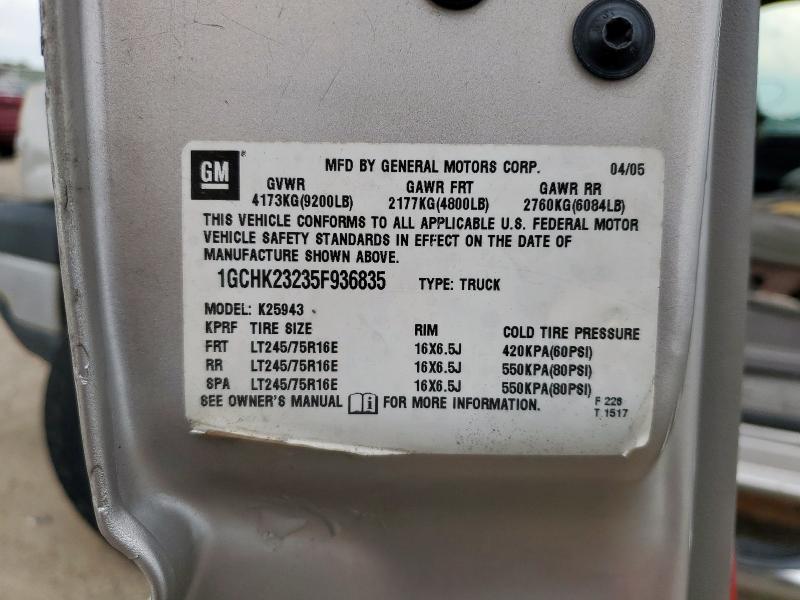 GM MFD BY GENERAL MOTORS CORP. 04/05
GVWR GAWR FRT GAWR RR
4173KG(9200LB) 2177KG(4800LB) 2760KG(6084LB)
THIS VEHICLE CONFORMS TO ALL APPLICABLE U.S. FEDERAL MOTOR
VEHICLE SAFETY STANDARDS IN EFFECT ON THE DATE OF
MANUFACTURE SHOWN ABOVE.
1GCHK23235F936835 TYPE: TRUCK
MODEL: K25943
KPRF TIRE SIZE RIM COLD TIRE PRESSURE
FRT LT245/75R16E 16X6.5J 420KPA(60PSI)
RR LT245/75R16E 16X6.5J 550KPA(80PSI)
SPA LT245/75R16E 16X6.5J 550KPA(80PSI)
SEE OWNER'S MANUAL FOR MORE INFORMATION. F 226
T 1517